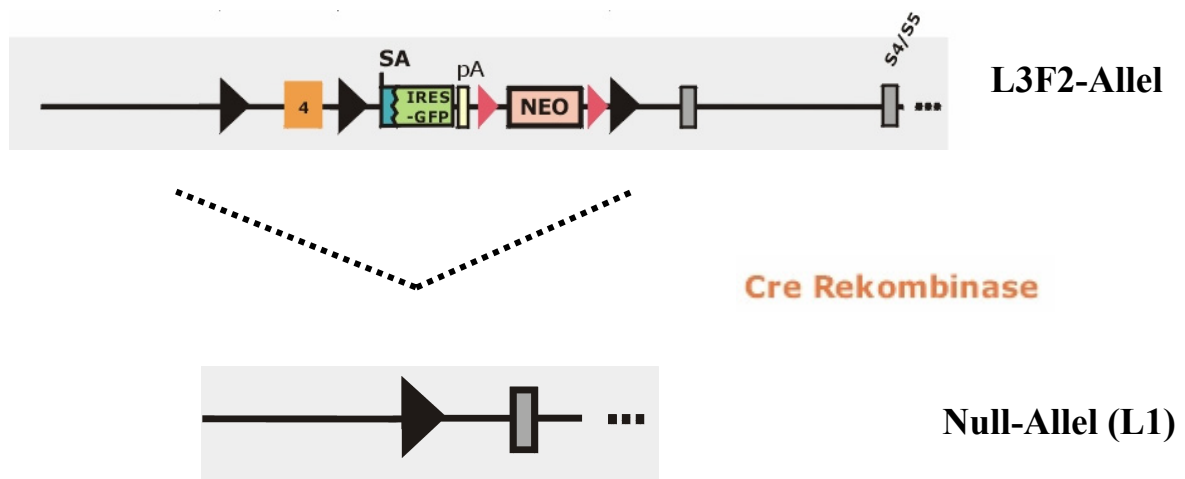 S4/S5
SA
pA
L3F2-Allel
4
IRES
-GFP
NEO
Cre Rekombinase
Null-Allel (L1)